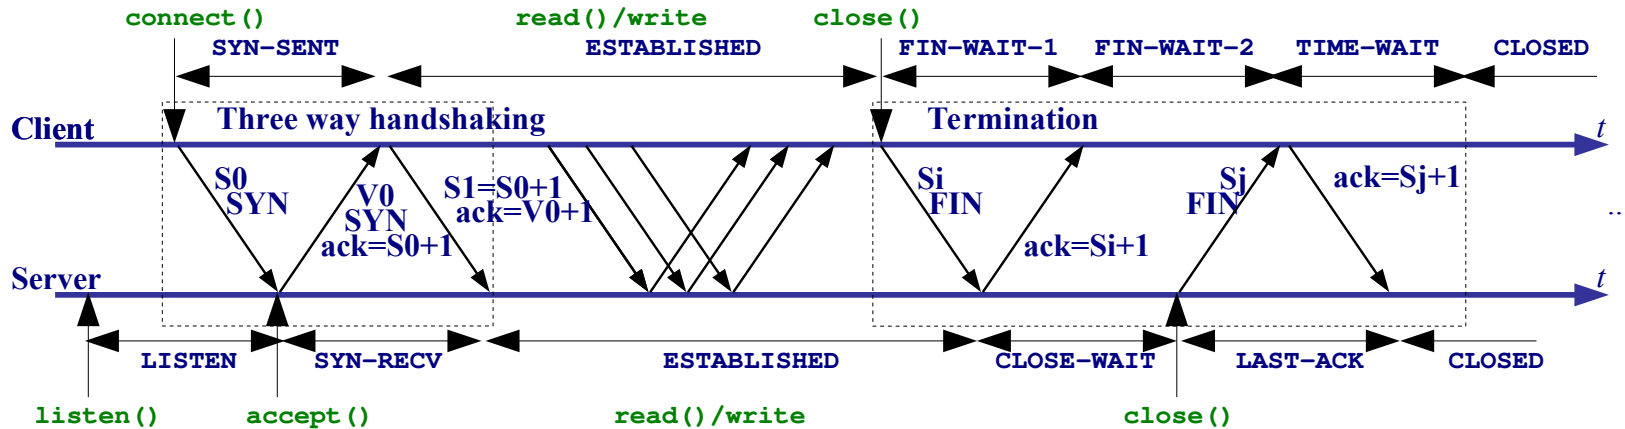 connect() read()/write close()
SYN-SENT ESTABLISHED FIN-WAIT-1 FIN-WAIT-2 TIME-WAIT CLOSED
Three way handshaking Termination
Client t
S0
SYN
V0
SYN
ack=S0+1
S1=S0+1
ack=V0+1
Si
FIN
ack=Si+1
Sj
FIN
ack=Sj+1
..
Server t
LISTEN SYN-RECV ESTABLISHED CLOSE-WAIT LAST-ACK CLOSED
listen() accept() read()/write close()